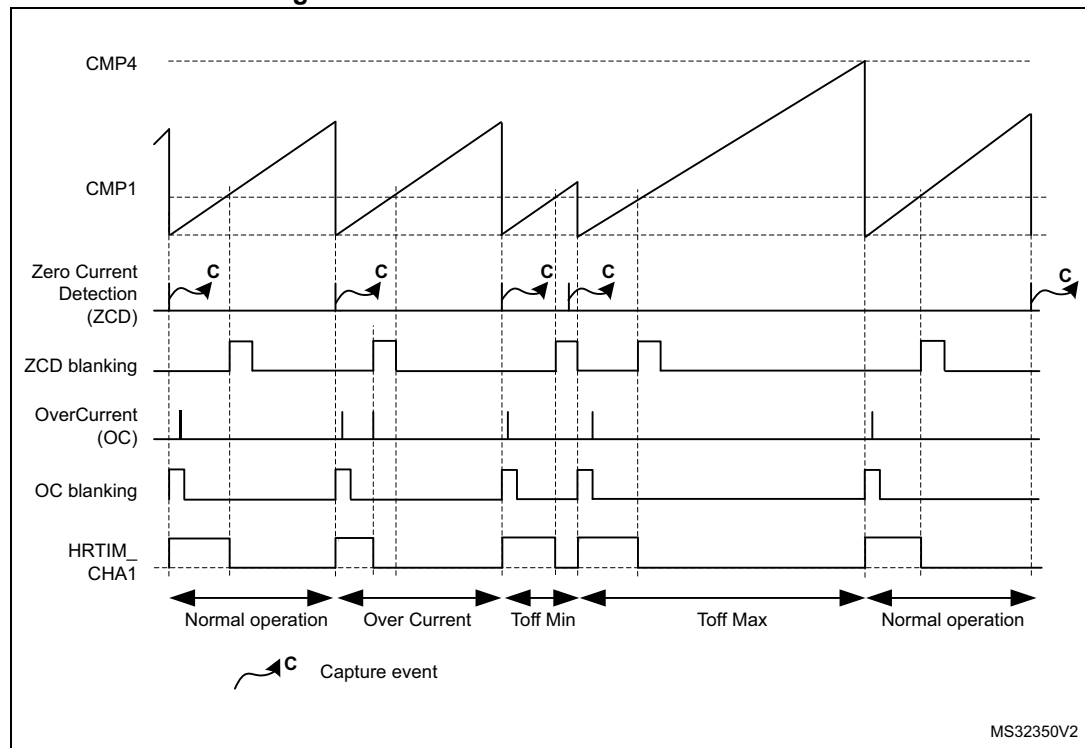 CMP4
CMP1
Zero Current
Detection
(ZCD)
C
C
C
C
C
ZCD blanking
OverCurrent
(OC)
OC blanking
HRTIM_
CHA1
Normal operation
Over Current
Toff Min
Toff Max
Normal operation
C
Capture event
MS32350V2